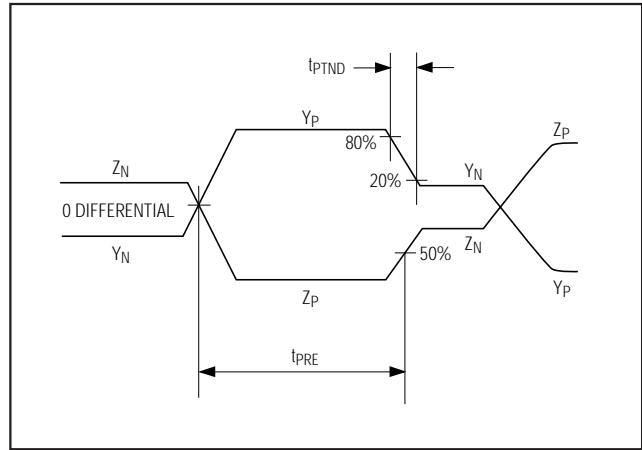 tPTND
YP
ZP
80%
ZN
YN
20%
0 DIFFERENTIAL
YN
ZN
50%
ZP
YP
tPRE